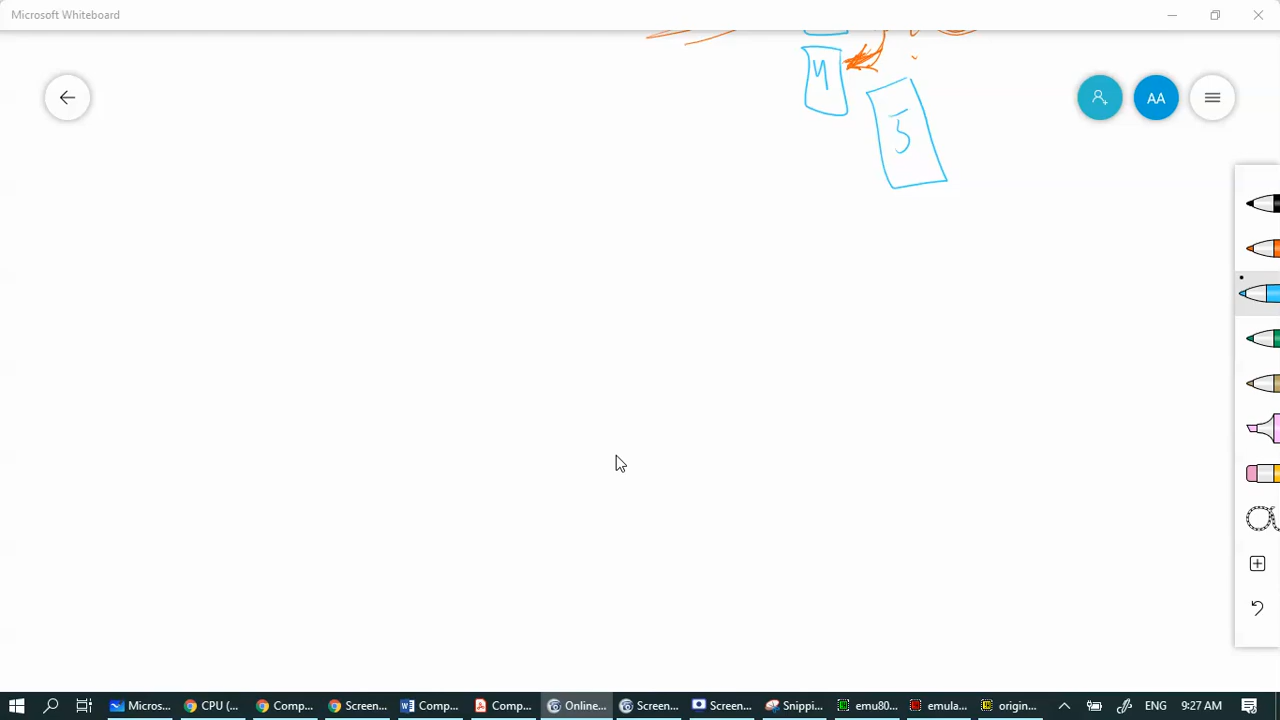 Microsoft Whiteboard
4
AA
5
Micros...
CPU (...
Comp...
Screen...
Comp...
Comp...
Online...
Screen...
Screen...
Snippi...
emu80...
emula...
origin...
ENG
9:27 AM